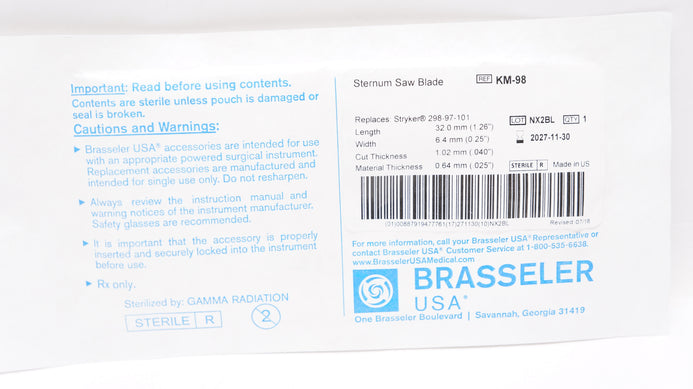 Important: Read before using contents.
Contents are sterile unless pouch is damaged or
seal is broken.
Cautions and Warnings:
▸ Brasseler USA® accessories are intended for use
with an appropriate powered surgical instrument.
Replacement accessories are manufactured and
intended for single use only. Do not resharpen.
▸ Always review the instruction manual and
warning notices of the instrument manufacturer.
Safety glasses are recommended.
▸ It is important that the accessory is properly
inserted and securely locked into the instrument
before use.
▸ Rx only.
Sterilized by: GAMMA RADIATION
STERILE R 2
Sternum Saw Blade REF KM-98
Replaces: Stryker® 298-97-101 LOT NX2BL QTY 1
Length 32.0 mm (1.26")
Width 6.4 mm (0.25") 2027-11-30
Cut Thickness 1.02 mm (.040")
Material Thickness 0.64 mm (.025") STERILE R Made in US
(01)00887919477761(17)271130(10)NX2BL Revised: 07/18
For more information, call your Brasseler USA® Representative or
contact Brasseler USA® Customer Service at 1-800-535-6638.
www.BrasselerUSAMedical.com
BRASSELER
USA®
One Brasseler Boulevard | Savannah, Georgia 31419